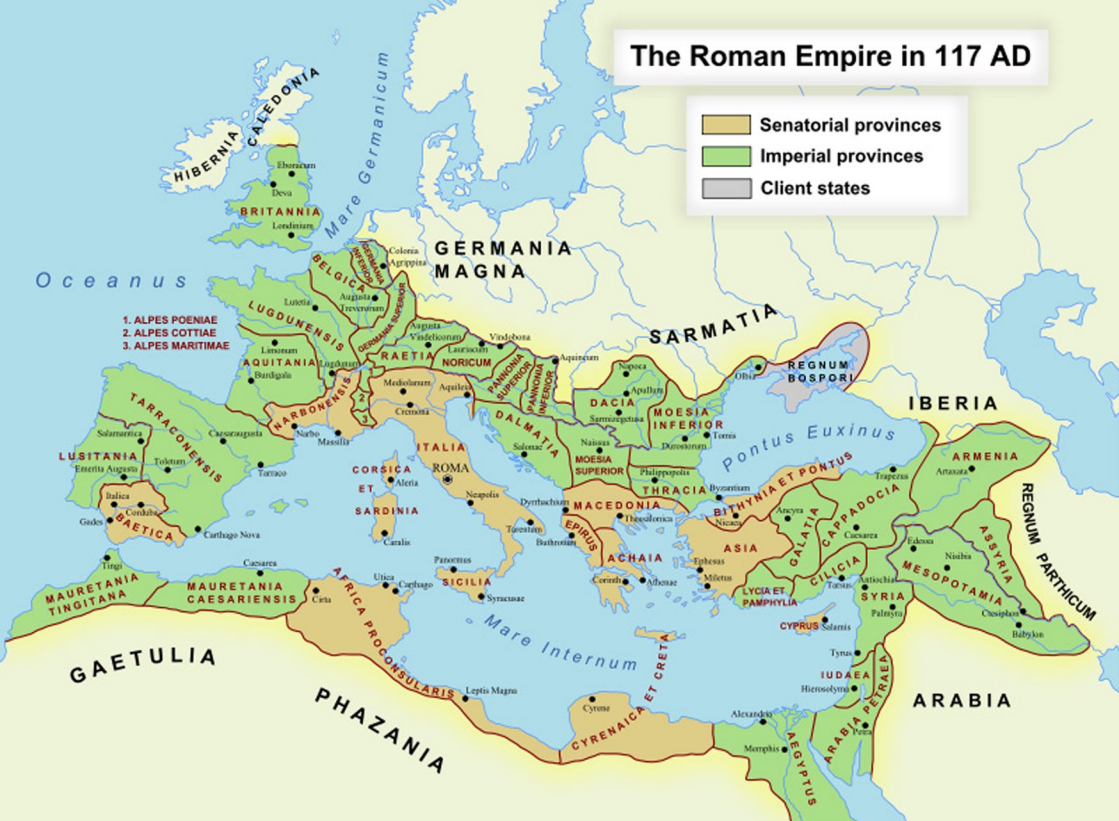 The Roman Empire in 117 AD
Senatorial provinces
Imperial provinces
Client states
CALEDONIA
HIBERNIA
Mare Germanicum
Eboracum
Deva
BRITANNIA
Londinium
Oceanus
GERMANIA
MAGNA
GERMANIA
INFERIOR
Colonia
Agrippina
BELGICA
Augusta
Treverorum
Lutetia
LUGDUNENSIS
GERMANIA SUPERIOR
1. ALPES POENIAE
2. ALPES COTTIAE
3. ALPES MARITIMAE
Limonum
AQUITANIA
Burdigala
Lugdunum
Augusta
Vindelicorum
RAETIA
Lauriacum
NORICUM
Vindobona
PANNONIA
SUPERIOR
PANNONIA
INFERIOR
Aquincum
SARMATIA
Olbia
REGNUM
BOSPORI
Napoca
Apullum
DACIA
Sarmizegetusa
MOESIA
INFERIOR
Durostorum
Tomis
Pontus Euxinus
IBERIA
ARMENIA
Artaxata
REGNUM PARTHICUM
TARRACONENSIS
Salamantica
Caesaraugusta
LUSITANIA
Emerita Augusta
Toletum
Tarraco
Italica
Corduba
Gades
BAETICA
Carthago Nova
NARBONENSIS
Narbo
Massilia
2
3
Mediolanum
Aquileia
Cremona
ITALIA
ROMA
CORSICA
ET
SARDINIA
Aleria
Caralis
Neapolis
Tarentum
DALMATIA
Salonae
Naissus
MOESIA
SUPERIOR
Philippopolis
THRACIA
Byzantium
Dyrrhachium
MACEDONIA
Thessalonica
EPIRUS
Buthrotum
ACHAIA
Corinth
Athenae
BITHYNIA ET PONTUS
Nicaea
Trapezus
Ancyra
GALATIA
CAPPADOCIA
Caesarea
ASIA
Ephesus
Miletus
LYCIA ET
PAMPHYLIA
CILICIA
Tarsus
Antiochia
SYRIA
Palmyra
Edessa
Nisibia
ASSYRIA
MESOPOTAMIA
Ctesiphon
Babylon
CYPRUS
Salamis
Tyrus
IUDAEA
Hierosolyma
ARABIA PETRAEA
Petra
ARABIA
Panormus
SICILIA
Syracusae
Mare Internum
Tingi
MAURETANIA
TINGITANA
Caesarea
MAURETANIA
CAESARIENSIS
Cirta
Utica
Carthago
AFRICA PROCONSULARIS
Leptis Magna
GAETULIA
PHAZANIA
Cyrene
CYRENAICA ET CRETA
Alexandria
Memphis
AEGYPTUS